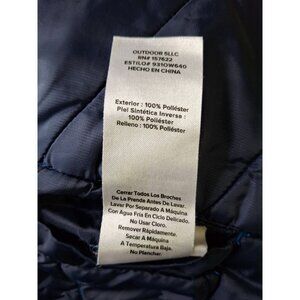 OUTDOOR 5LLC
RN# 157622
ESTILO# 9310W640
HECHO EN CHINA
Exterior : 100% Poliéster
Piel Sintética Inversa :
100% Poliéster
Relleno : 100% Poliéster
Cerrar Todos Los Broches
De La Prenda Antes De Lavar.
Lavar Por Separado A Máquina
Con Agua Fría En Ciclo Delicado.
No Usar Cloro.
Remover Rápidamente.
Secar A Máquina
A Temperatura Baja.
No Planchar.